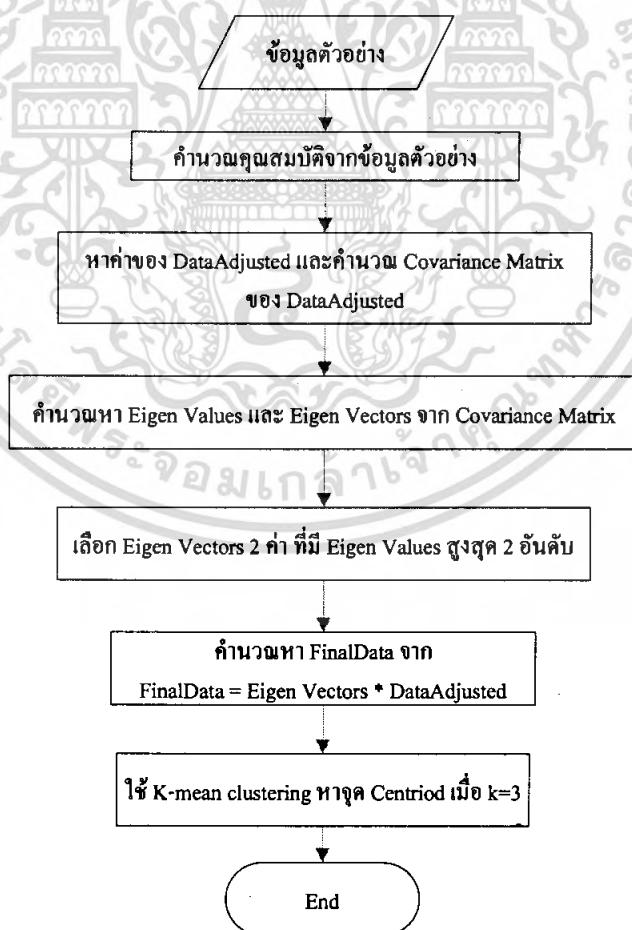 ข้อมูลตัวอย่าง
คำนวณคุณสมบัติจากข้อมูลตัวอย่าง
หาค่าของ DataAdjusted และคำนวณ Covariance Matrix
ของ DataAdjusted
คำนวณหา Eigen Values และ Eigen Vectors จาก Covariance Matrix
เลือก Eigen Vectors 2 ค่า ที่มี Eigen Values สูงสุด 2 อันดับ
คำนวณหา FinalData จาก
FinalData = Eigen Vectors * DataAdjusted
ใช้ K-mean clustering หาจุด Centriod เมื่อ k=3
End